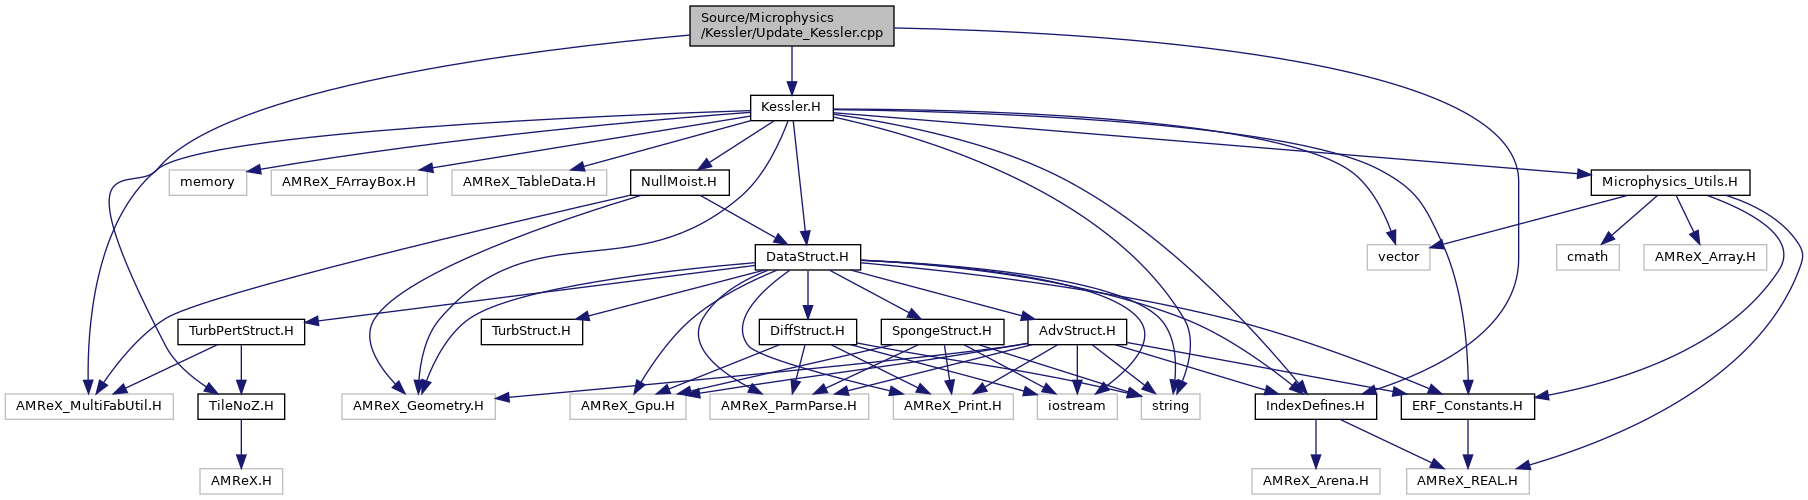 Source/Microphysics
/Kessler/Update_Kessler.cpp
Kessler.H
memory
AMReX_FArrayBox.H
AMReX_TableData.H
NullMoist.H
Microphysics_Utils.H
DataStruct.H
vector
cmath
AMReX_Array.H
TurbPertStruct.H
TurbStruct.H
DiffStruct.H
SpongeStruct.H
AdvStruct.H
AMReX_MultiFabUtil.H
TileNoZ.H
AMReX_Geometry.H
AMReX_Gpu.H
AMReX_ParmParse.H
AMReX_Print.H
iostream
string
IndexDefines.H
ERF_Constants.H
AMReX.H
AMReX_Arena.H
AMReX_REAL.H